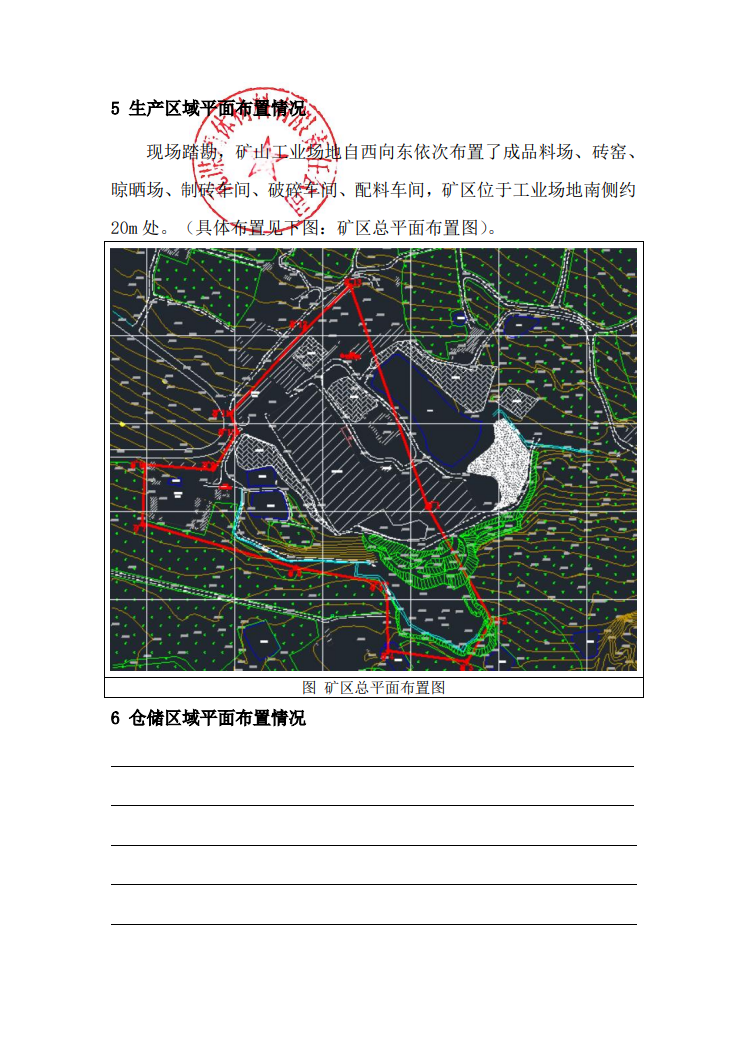 5 生产区域平面布置情况
现场踏勘，矿山工业场地自西向东依次布置了成品料场、砖窑、
晾晒场、制砖车间、破碎车间、配料车间，矿区位于工业场地南侧约
20m 处。（具体布置见下图：矿区总平面布置图）。
图 矿区总平面布置图
6 仓储区域平面布置情况